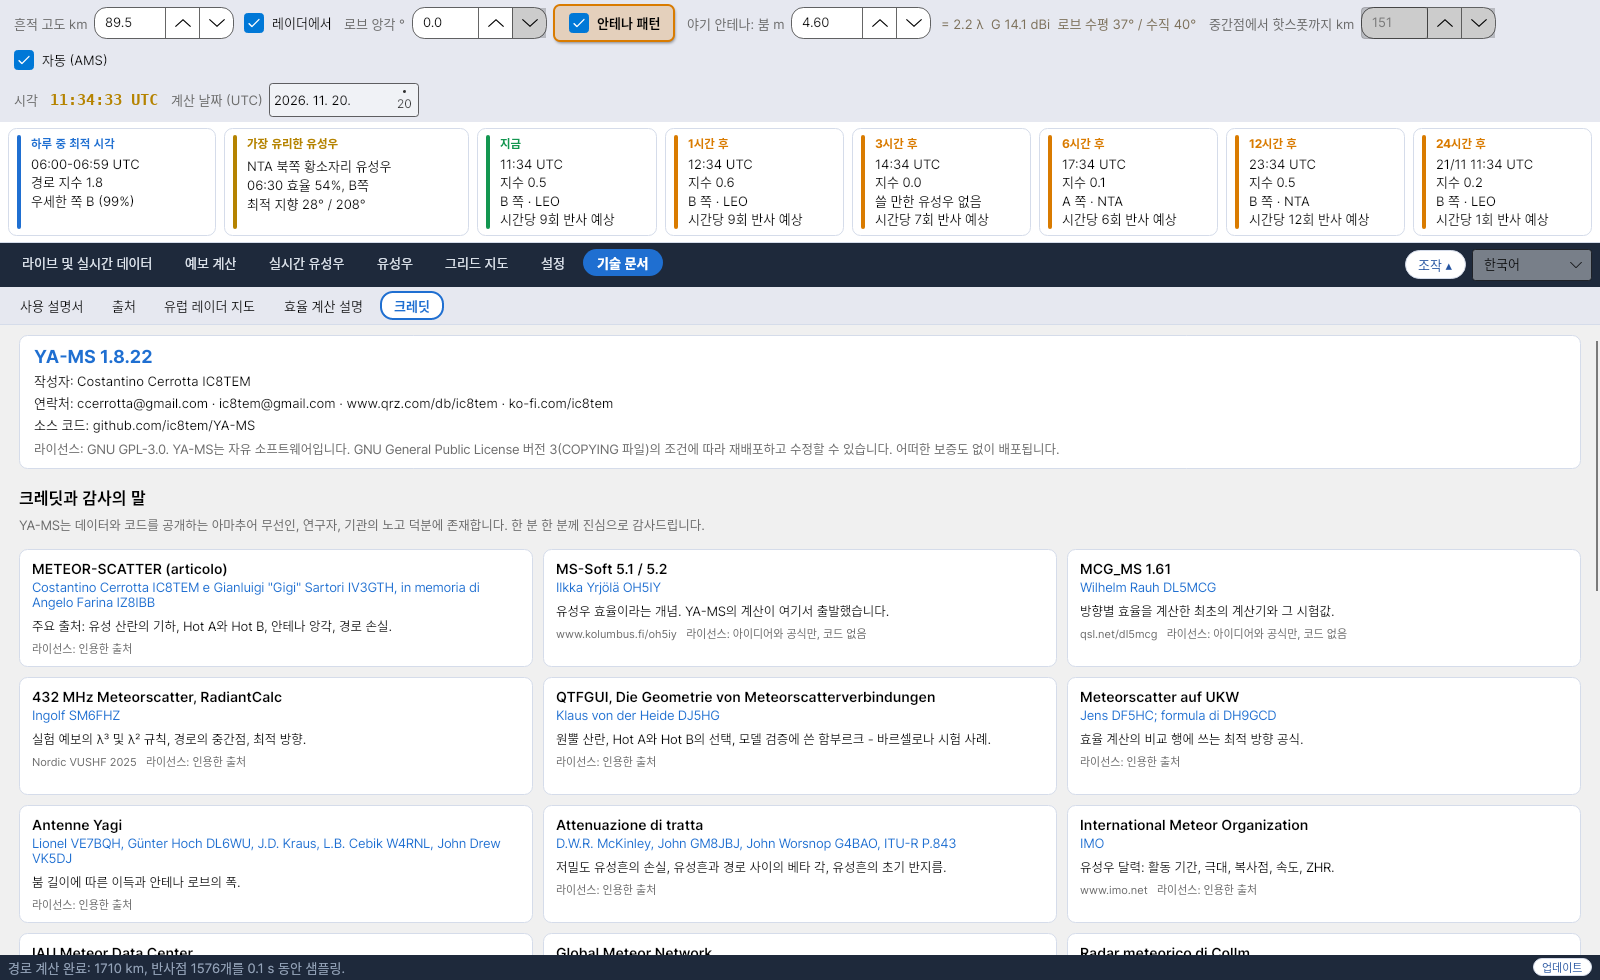 흔적 고도 km 89.5 레이더에서 로브 앙각 ° 0.0 안테나 패턴 야기 안테나: 붐 m 4.60 = 2.2 λ G 14.1 dBi 로브 수평 37° / 수직 40° 중간점에서 핫스폿까지 km 151
자동 (AMS)
시각 11:34:33 UTC 계산 날짜 (UTC) 2026. 11. 20. 20
하루 중 최적 시각
06:00-06:59 UTC
경로 지수 1.8
우세한 쪽 B (99%)
가장 유리한 유성우
NTA 북쪽 황소자리 유성우
06:30 효율 54%, B쪽
최적 지향 28° / 208°
지금
11:34 UTC
지수 0.5
B 쪽 · LEO
시간당 9회 반사 예상
1시간 후
12:34 UTC
지수 0.6
B 쪽 · LEO
시간당 9회 반사 예상
3시간 후
14:34 UTC
지수 0.0
쓸 만한 유성우 없음
시간당 7회 반사 예상
6시간 후
17:34 UTC
지수 0.1
A 쪽 · NTA
시간당 6회 반사 예상
12시간 후
23:34 UTC
지수 0.5
B 쪽 · NTA
시간당 12회 반사 예상
24시간 후
21/11 11:34 UTC
지수 0.2
B 쪽 · LEO
시간당 1회 반사 예상
라이브 및 실시간 데이터 예보 계산 실시간 유성우 유성우 그리드 지도 설정 기술 문서 조작 ▴ 한국어
사용 설명서 출처 유럽 레이더 지도 효율 계산 설명 크레딧
YA-MS 1.8.22
작성자: Costantino Cerrotta IC8TEM
연락처: ccerrotta@gmail.com · ic8tem@gmail.com · www.qrz.com/db/ic8tem · ko-fi.com/ic8tem
소스 코드: github.com/ic8tem/YA-MS
라이선스: GNU GPL-3.0. YA-MS는 자유 소프트웨어입니다. GNU General Public License 버전 3(COPYING 파일)의 조건에 따라 재배포하고 수정할 수 있습니다. 어떠한 보증도 없이 배포됩니다.
크레딧과 감사의 말
YA-MS는 데이터와 코드를 공개하는 아마추어 무선인, 연구자, 기관의 노고 덕분에 존재합니다. 한 분 한 분께 진심으로 감사드립니다.
METEOR-SCATTER (articolo)
Costantino Cerrotta IC8TEM e Gianluigi "Gigi" Sartori IV3GTH, in memoria di
Angelo Farina IZ8IBB
주요 출처: 유성 산란의 기하, Hot A와 Hot B, 안테나 앙각, 경로 손실.
라이선스: 인용한 출처
MS-Soft 5.1 / 5.2
Ilkka Yrjölä OH5IY
유성우 효율이라는 개념. YA-MS의 계산이 여기서 출발했습니다.
www.kolumbus.fi/oh5iy 라이선스: 아이디어와 공식만, 코드 없음
MCG_MS 1.61
Wilhelm Rauh DL5MCG
방향별 효율을 계산한 최초의 계산기와 그 시험값.
qsl.net/dl5mcg 라이선스: 아이디어와 공식만, 코드 없음
432 MHz Meteorscatter, RadiantCalc
Ingolf SM6FHZ
실험 예보의 λ³ 및 λ² 규칙, 경로의 중간점, 최적 방향.
Nordic VUSHF 2025 라이선스: 인용한 출처
QTFGUI, Die Geometrie von Meteorscatterverbindungen
Klaus von der Heide DJ5HG
원뿔 산란, Hot A와 Hot B의 선택, 모델 검증에 쓴 함부르크 - 바르셀로나 시험 사례.
라이선스: 인용한 출처
Meteorscatter auf UKW
Jens DF5HC; formula di DH9GCD
효율 계산의 비교 행에 쓰는 최적 방향 공식.
라이선스: 인용한 출처
Antenne Yagi
Lionel VE7BQH, Günter Hoch DL6WU, J.D. Kraus, L.B. Cebik W4RNL, John Drew
VK5DJ
붐 길이에 따른 이득과 안테나 로브의 폭.
라이선스: 인용한 출처
Attenuazione di tratta
D.W.R. McKinley, John GM8JBJ, John Worsnop G4BAO, ITU-R P.843
저밀도 유성흔의 손실, 유성흔과 경로 사이의 베타 각, 유성흔의 초기 반지름.
라이선스: 인용한 출처
International Meteor Organization
IMO
유성우 달력: 활동 기간, 극대, 복사점, 속도, ZHR.
www.imo.net 라이선스: 인용한 출처
IAU Meteor Data Center
Global Meteor Network
Radar meteorico di Collm
경로 계산 완료: 1710 km, 반사점 1576개를 0.1 s 동안 샘플링. 업데이트